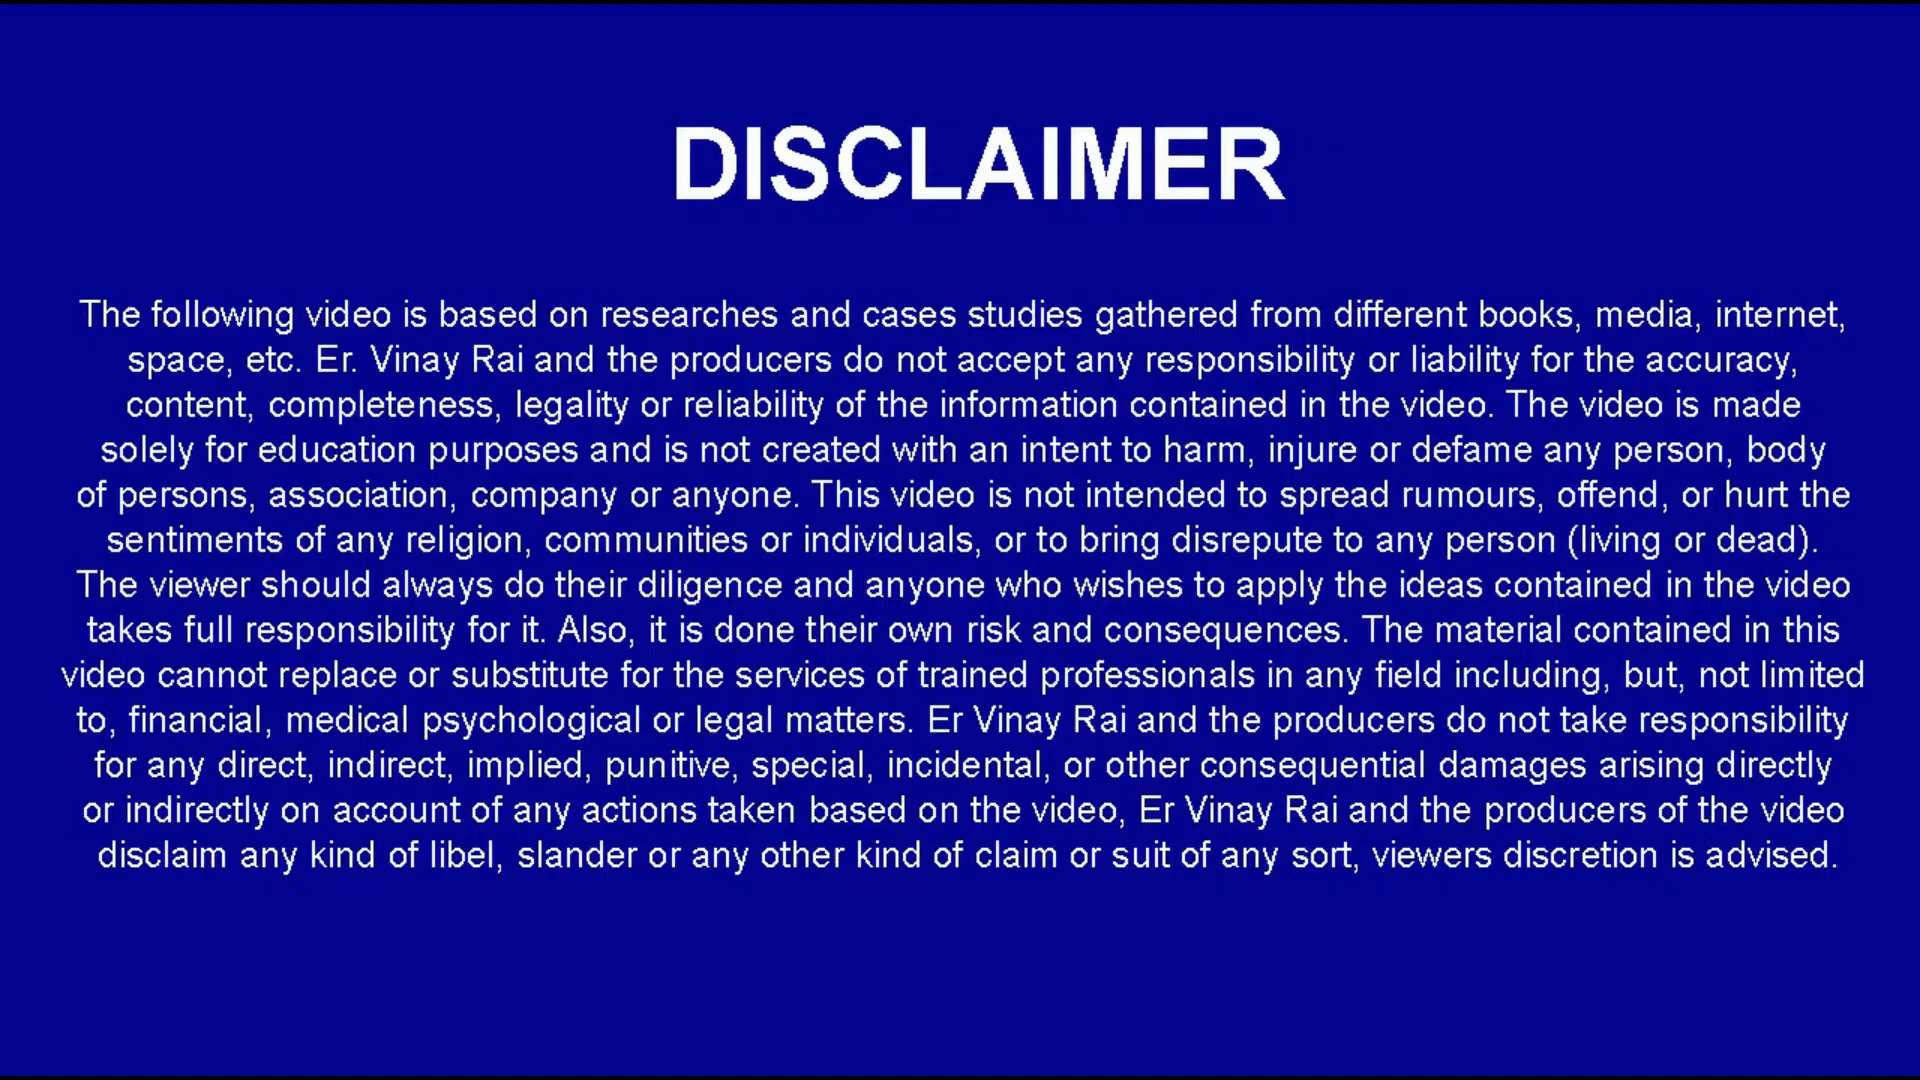 DISCLAIMER
The following video is based on researches and cases studies gathered from different books, media, internet,
space, etc. Er. Vinay Rai and the producers do not accept any responsibility or liability for the accuracy,
content, completeness, legality or reliability of the information contained in the video. The video is made
solely for education purposes and is not created with an intent to harm, injure or defame any person, body
of persons, association, company or anyone. This video is not intended to spread rumours, offend, or hurt the
sentiments of any religion, communities or individuals, or to bring disrepute to any person (living or dead).
The viewer should always do their diligence and anyone who wishes to apply the ideas contained in the video
takes full responsibility for it. Also, it is done their own risk and consequences. The material contained in this
video cannot replace or substitute for the services of trained professionals in any field including, but, not limited
to, financial, medical psychological or legal matters. Er Vinay Rai and the producers do not take responsibility
for any direct, indirect, implied, punitive, special, incidental, or other consequential damages arising directly
or indirectly on account of any actions taken based on the video, Er Vinay Rai and the producers of the video
disclaim any kind of libel, slander or any other kind of claim or suit of any sort, viewers discretion is advised.